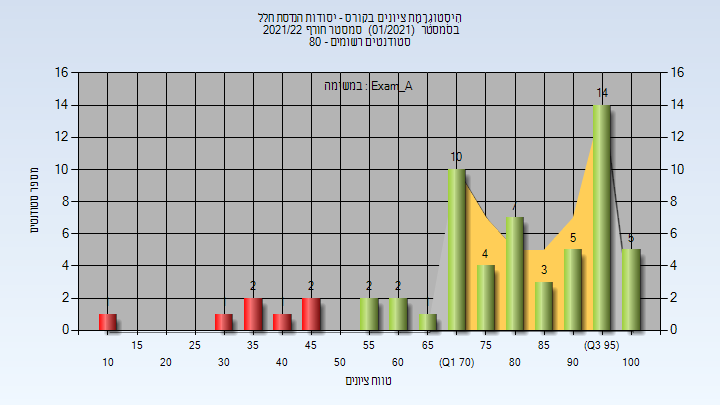 היסטוגרמת ציונים בקורס - יסודות הנדסת חלל
בסמסטר (01/2021) סמסטר חורף 2021/22
סטודנטים רשומים - 80
במשימה : Exam_A
16 16
14 14
12 12
10 10
8 8
6 6
4 4
2 2
0 0
2 2 2 2 10 4 7 3 5 14 5
מספר סטודנטים
15 25 35 45 55 65 75 85 (Q3 95)
10 20 30 40 50 60 (Q1 70) 80 90 100
טווח ציונים